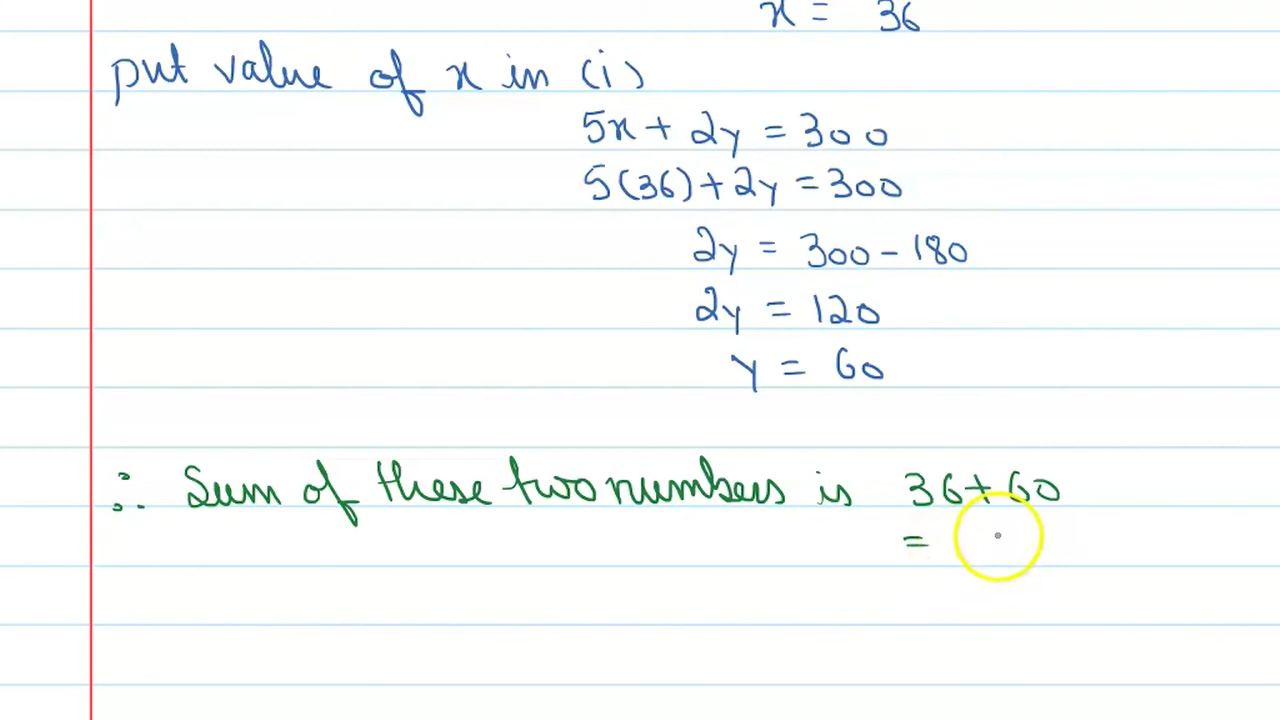 x = 36
put value of x in (i)
5x + 2y = 300
5(36) + 2y = 300
2y = 300 - 180
2y = 120
y = 60
∴ Sum of these two numbers is 36 + 60
=